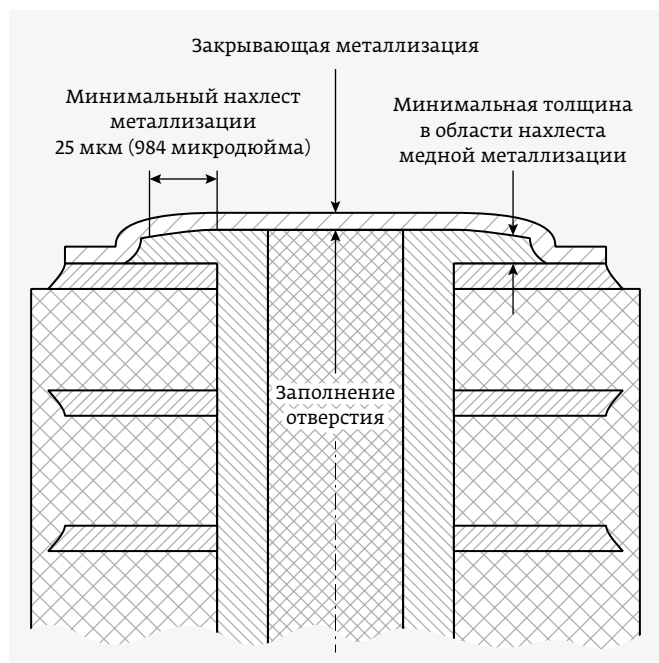 Закрывающая металлизация
Минимальный нахлест
металлизации
25 мкм (984 микродюйма)
Минимальная толщина
в области нахлеста
медной металлизации
Заполнение
отверстия